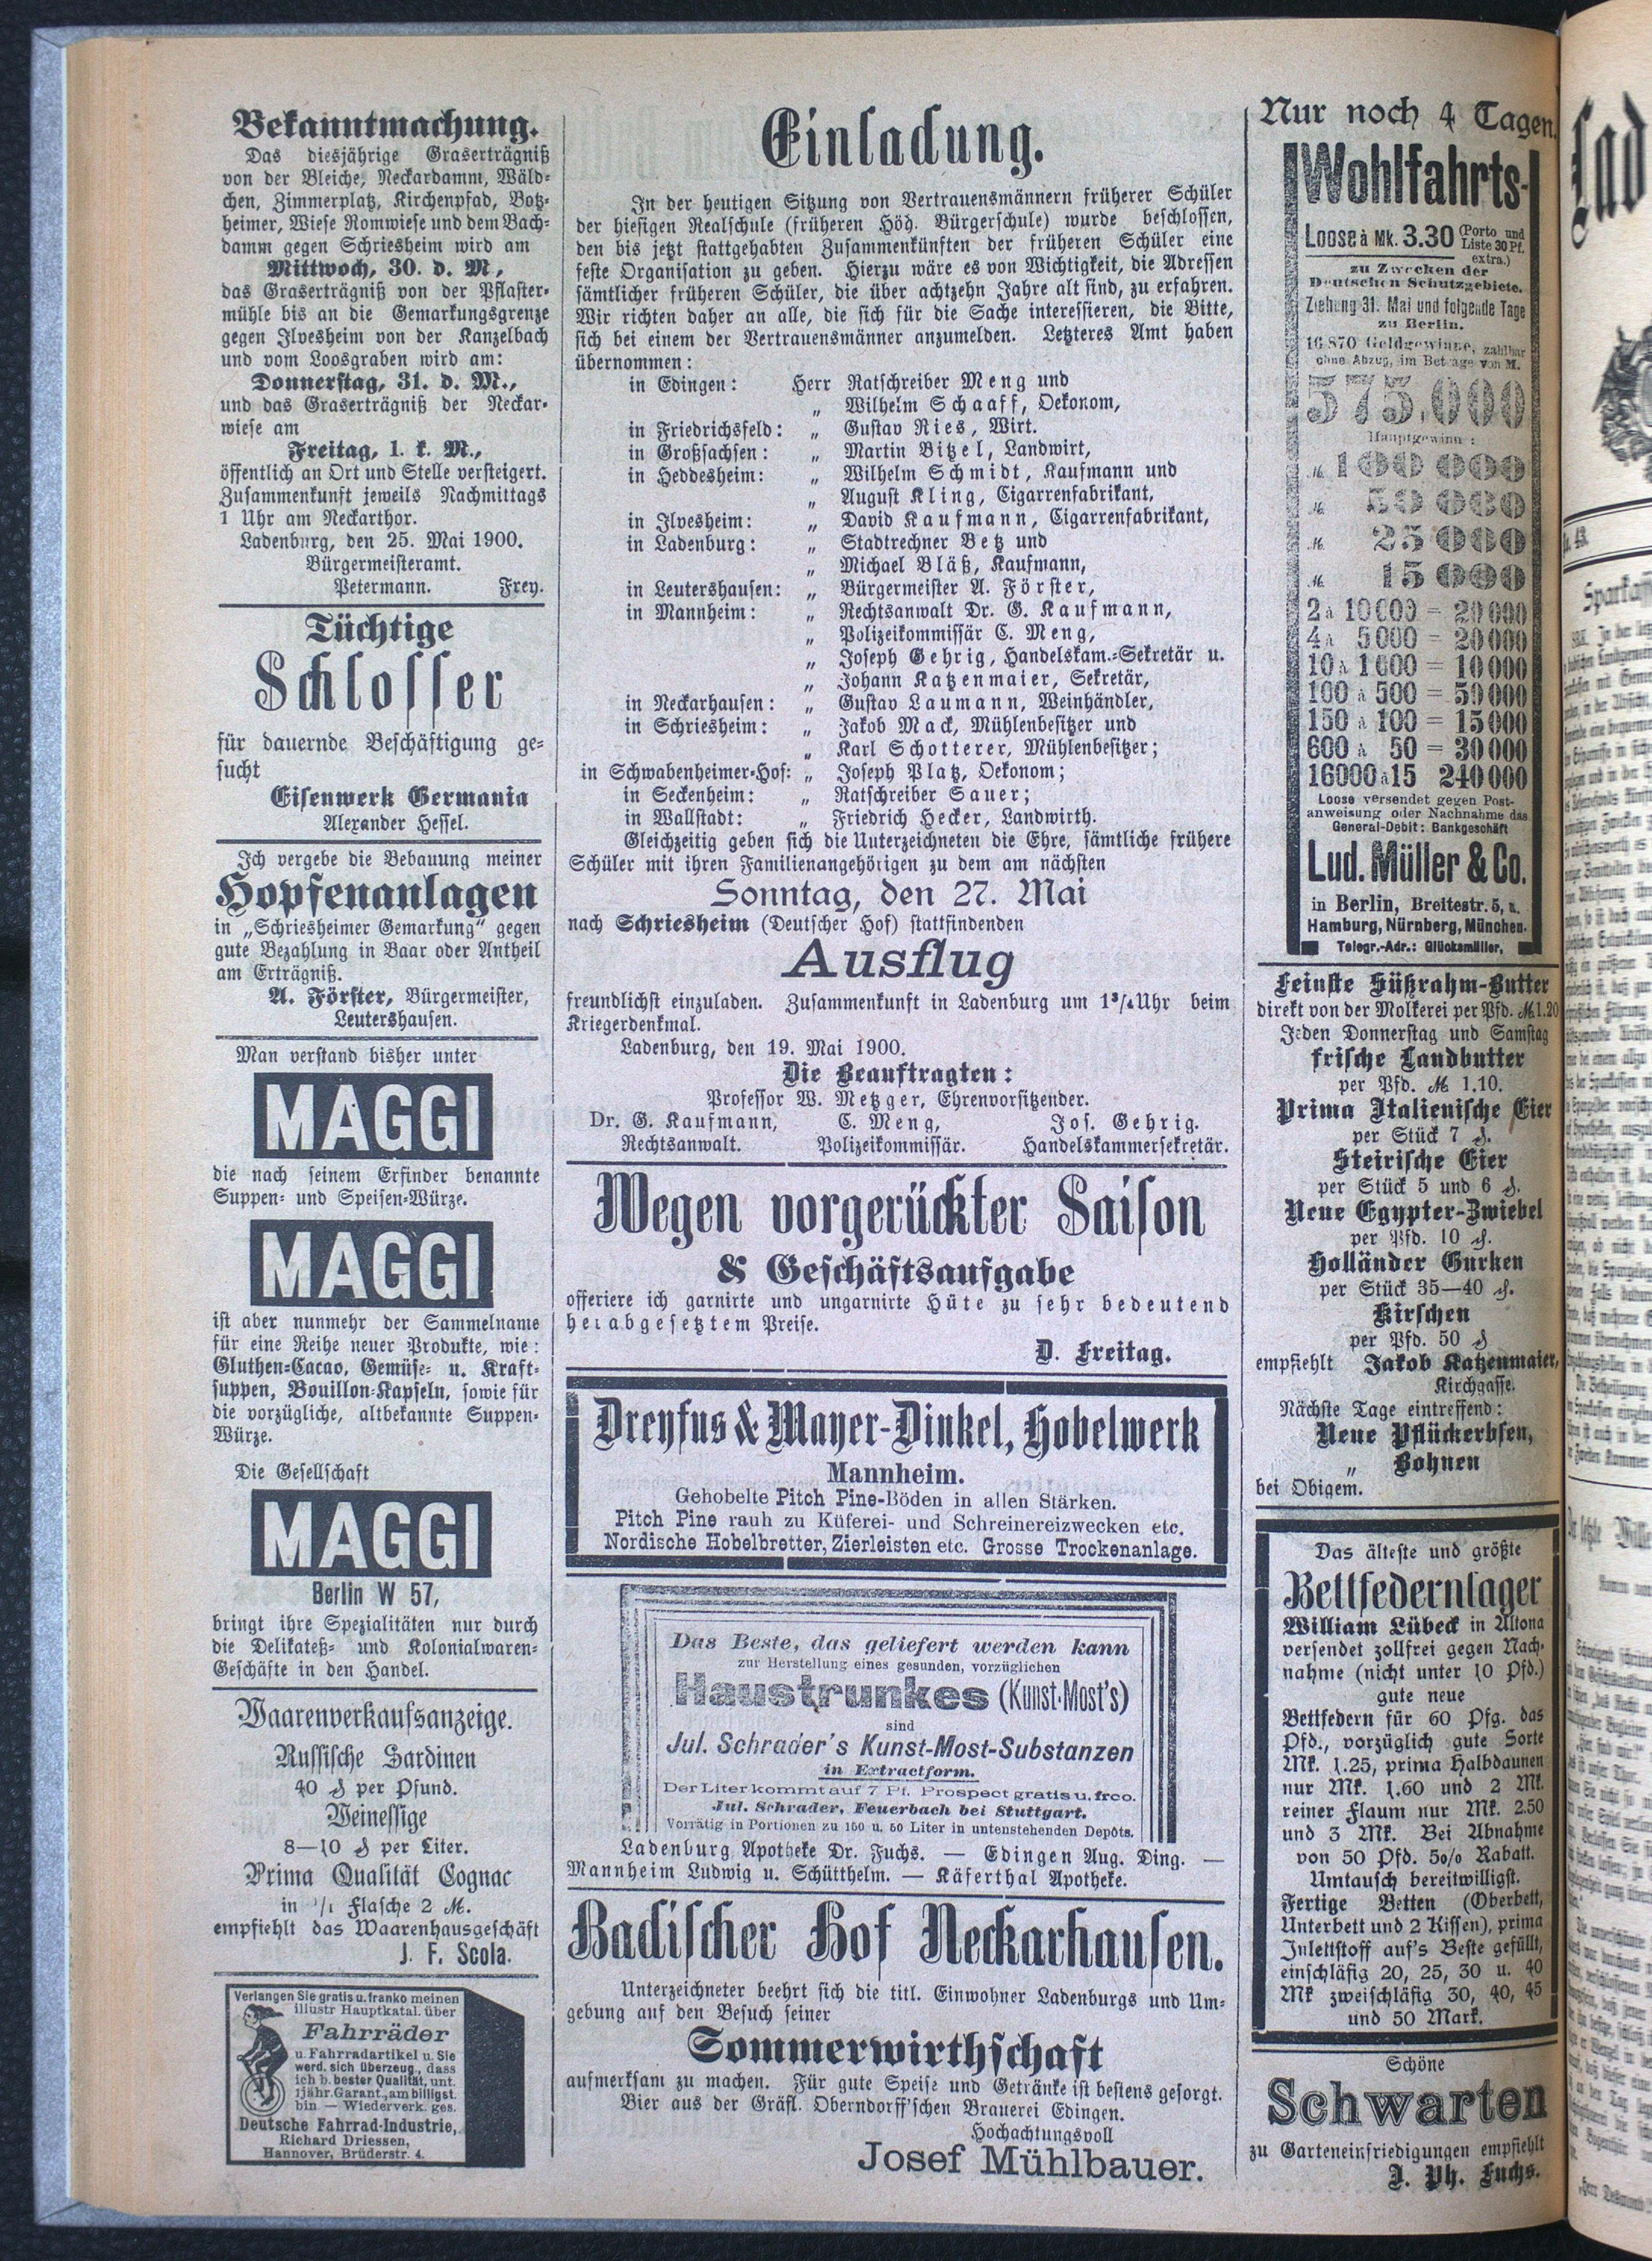 Bekanntmachung.
Das diesjährige Graserträgniß
von der Bleiche, Neckardamm, Wäld-
chen, Zimmerplatz, Kirchenpfad, Botz-
heimer, Wiese Romwiese und dem Bach-
damm gegen Schriesheim wird am
Mittwoch, 30. d. M,
das Graserträgniß von der Pflaster-
mühle bis an die Gemarkungsgrenze
gegen Ilvesheim von der Kanzelbach
und vom Loosgraben wird am:
Donnerstag, 31. d. M.,
und das Graserträgniß der Neckar-
wiese am
Freitag, 1. k. M.,
öffentlich an Ort und Stelle versteigert.
Zusammenkunft jeweils Nachmittags
1 Uhr am Neckarthor.
Ladenburg, den 25. Mai 1900.
Bürgermeisteramt.
Petermann. Frey.
Tüchtige
Schlosser
für dauernde Beschäftigung ge-
sucht
Eisenwerk Germania
Alexander Hessel.
Ich vergebe die Bebauung meiner
Hopfenanlagen
in „Schriesheimer Gemarkung“ gegen
gute Bezahlung in Baar oder Antheil
am Erträgniß.
A. Förster, Bürgermeister,
Leutershausen.
Man verstand bisher unter
MAGGI
die nach seinem Erfinder benannte
Suppen- und Speisen-Würze.
MAGGI
ist aber nunmehr der Sammelname
für eine Reihe neuer Produkte, wie:
Gluthen-Cacao, Gemüse- u. Kraft-
suppen, Bouillon-Kapseln, sowie für
die vorzügliche, altbekannte Suppen-
Würze.
Die Gesellschaft
MAGGI
Berlin W 57,
bringt ihre Spezialitäten nur durch
die Delikateß- und Kolonialwaren-
Geschäfte in den Handel.
Waarenverkaufsanzeige.
Russische Sardinen
40 ₰ per Pfund.
Weinessige
8—10 ₰ per Liter.
Prima Qualität Cognac
in 1/1 Flasche 2 M.
empfiehlt das Waarenhausgeschäft
J. F. Scola.
Verlangen Sie gratis u. franko meinen
illustr Hauptkatal. über
Fahrräder
u. Fahrradartikel u. Sie
werd. sich überzeug., dass
ich b. bester Qualität, unt.
1jähr. Garant., am billigst.
bin — Wiederverk. ges.
Deutsche Fahrrad-Industrie,
Richard Driessen,
Hannover, Brüderstr. 4.
Einladung.
In der heutigen Sitzung von Vertrauensmännern früherer Schüler
der hiesigen Realschule (früheren Höh. Bürgerschule) wurde beschlossen,
den bis jetzt stattgehabten Zusammenkünften der früheren Schüler eine
feste Organisation zu geben. Hierzu wäre es von Wichtigkeit, die Adressen
sämtlicher früheren Schüler, die über achtzehn Jahre alt sind, zu erfahren.
Wir richten daher an alle, die sich für die Sache interessieren, die Bitte,
sich bei einem der Vertrauensmänner anzumelden. Letzteres Amt haben
übernommen:
in Edingen: Herr Ratschreiber Meng und
„ Wilhelm Schaaff, Oekonom,
in Friedrichsfeld: „ Gustav Ries, Wirt.
in Großsachsen: „ Martin Bitzel, Landwirt,
in Heddesheim: „ Wilhelm Schmidt, Kaufmann und
„ August Kling, Cigarrenfabrikant,
in Ilvesheim: „ David Kaufmann, Cigarrenfabrikant,
in Ladenburg: „ Stadtrechner Betz und
„ Michael Bläß, Kaufmann,
in Leutershausen: „ Bürgermeister A. Förster,
in Mannheim: „ Rechtsanwalt Dr. G. Kaufmann,
„ Polizeikommissär C. Meng,
„ Joseph Gehrig, Handelskam.-Sekretär u.
„ Johann Katzenmaier, Sekretär,
in Neckarhausen: „ Gustav Laumann, Weinhändler,
in Schriesheim: „ Jakob Mack, Mühlenbesitzer und
„ Karl Schotterer, Mühlenbesitzer;
in Schwabenheimer-Hof: „ Joseph Platz, Oekonom;
in Seckenheim: „ Ratschreiber Sauer;
in Wallstadt: „ Friedrich Hecker, Landwirth.
Gleichzeitig geben sich die Unterzeichneten die Ehre, sämtliche frühere
Schüler mit ihren Familienangehörigen zu dem am nächsten
Sonntag, den 27. Mai
nach Schriesheim (Deutscher Hof) stattfindenden
Ausflug
freundlichst einzuladen. Zusammenkunft in Ladenburg um 1³/₄ Uhr beim
Kriegerdenkmal.
Ladenburg, den 19. Mai 1900.
Die Beauftragten:
Professor W. Metzger, Ehrenvorsitzender.
Dr. G. Kaufmann, C. Meng, Jos. Gehrig.
Rechtsanwalt. Polizeikommissär. Handelskammersekretär.
Wegen vorgerückter Saison
& Geschäftsaufgabe
offeriere ich garnirte und ungarnirte Hüte zu sehr bedeutend
herabgesetztem Preise.
D. Freitag.
Dreyfus & Mayer-Dinkel, Hobelwerk
Mannheim.
Gehobelte Pitch Pine-Böden in allen Stärken.
Pitch Pine rauh zu Küferei- und Schreinereizwecken etc.
Nordische Hobelbretter, Zierleisten etc. Grosse Trockenanlage.
Das Beste, das geliefert werden kann
zur Herstellung eines gesunden, vorzüglichen
Haustrunkes (Kunst-Most's)
sind
Jul. Schrader's Kunst-Most-Substanzen
in Extractform.
Der Liter kommt auf 7 Pf. Prospect gratis u. frco.
Jul. Schrader, Feuerbach bei Stuttgart.
Vorrätig in Portionen zu 150 u. 50 Liter in untenstehenden Depots.
Ladenburg Apotheke Dr. Fuchs. — Edingen Aug. Ding. —
Mannheim Ludwig u. Schütthelm. — Käferthal Apotheke.
Badischer Hof Neckarhausen.
Unterzeichneter beehrt sich die titl. Einwohner Ladenburgs und Um-
gebung auf den Besuch seiner
Sommerwirthschaft
aufmerksam zu machen. Für gute Speise und Getränke ist bestens gesorgt.
Bier aus der Gräfl. Oberndorff'schen Brauerei Edingen.
Hochachtungsvoll
Josef Mühlbauer.
Nur noch 4 Tagen.
Wohlfahrts-
Loose à Mk. 3.30 (Porto und
Liste 30 Pf.
extra.)
zu Zwecken der
Deutschen Schutzgebiete.
Ziehung 31. Mai und folgende Tage
zu Berlin.
16 870 Geldgewinne, zahlbar
ohne Abzug, im Betrage von M.
575,000
Hauptgewinn:
M. 100 000
M. 50 000
M. 25 000
M. 15 000
2 à 10000 = 20 000
4 à 5000 = 20 000
10 à 1000 = 10 000
100 à 500 = 50 000
150 à 100 = 15 000
600 à 50 = 30 000
16000 à 15 240 000
Loose versendet gegen Post-
anweisung oder Nachnahme das
General-Debit: Bankgeschäft
Lud. Müller & Co.
in Berlin, Breitestr. 5, u.
Hamburg, Nürnberg, München.
Telegr.-Adr.: Glücksmüller,
Feinste Süßrahm-Butter
direkt von der Molkerei per Pfd. M 1.20
Jeden Donnerstag und Samstag
frische Landbutter
per Pfd. M 1.10.
Prima Italienische Eier
per Stück 7 ₰.
Steirische Eier
per Stück 5 und 6 ₰.
Neue Egypter-Zwiebel
per Pfd. 10 ₰.
Holländer Gurken
per Stück 35—40 ₰.
Kirschen
per Pfd. 50 ₰
empfiehlt Jakob Katzenmaier,
Kirchgasse.
Nächste Tage eintreffend:
Neue Pflückerbsen,
„ Bohnen
bei Obigem.
Das älteste und größte
Bettfedernlager
William Lübeck in Altona
versendet zollfrei gegen Nach-
nahme (nicht unter 10 Pfd.)
gute neue
Bettfedern für 60 Pfg. das
Pfd., vorzüglich gute Sorte
Mk. 1.25, prima Halbdaunen
nur Mk. 1.60 und 2 Mk.
reiner Flaum nur Mk. 2.50
und 3 Mk. Bei Abnahme
von 50 Pfd. 5% Rabatt.
Umtausch bereitwilligst.
Fertige Betten (Oberbett,
Unterbett und 2 Kissen), prima
Inlettstoff auf's Beste gefüllt,
einschläfig 20, 25, 30 u. 40
Mk zweischläfig 30, 40, 45
und 50 Mark.
Schöne
Schwarten
zu Garteneinfriedigungen empfiehlt
J. Ph. Fuchs.